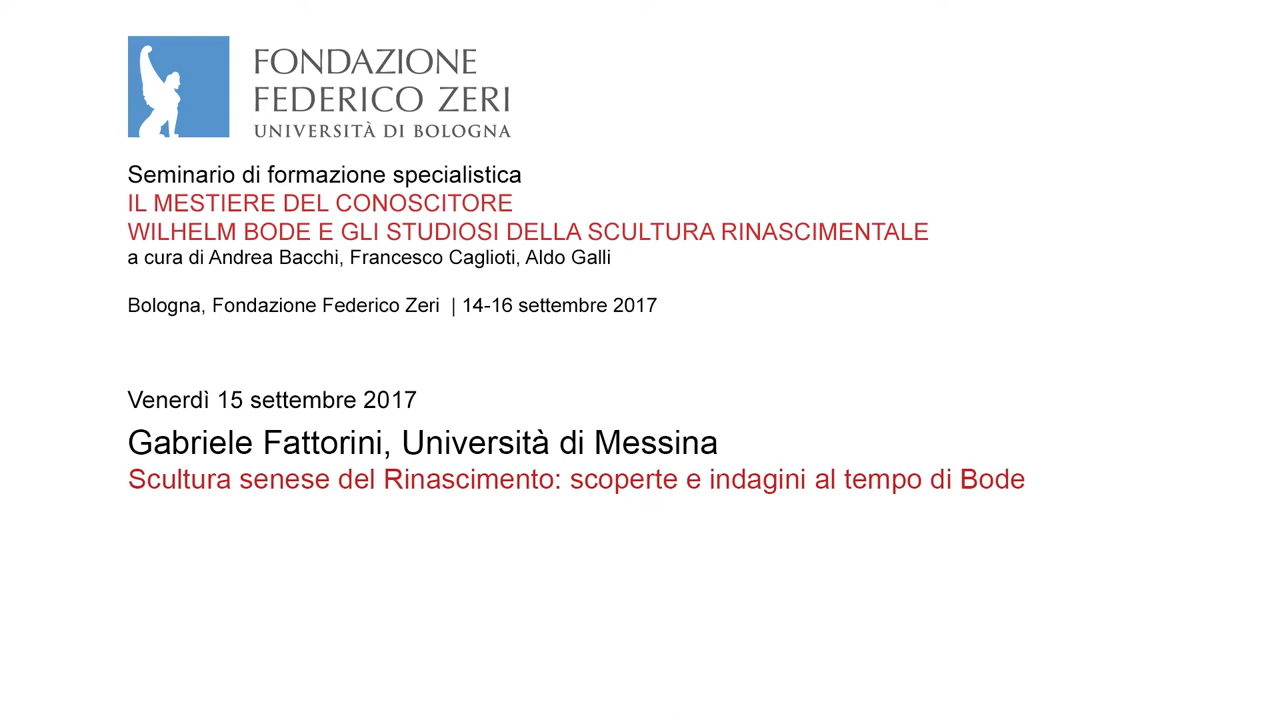 FONDAZIONE
FEDERICO ZERI
UNIVERSITÀ DI BOLOGNA
Seminario di formazione specialistica
IL MESTIERE DEL CONOSCITORE
WILHELM BODE E GLI STUDIOSI DELLA SCULTURA RINASCIMENTALE
a cura di Andrea Bacchi, Francesco Caglioti, Aldo Galli
Bologna, Fondazione Federico Zeri | 14-16 settembre 2017
Venerdì 15 settembre 2017
Gabriele Fattorini, Università di Messina
Scultura senese del Rinascimento: scoperte e indagini al tempo di Bode